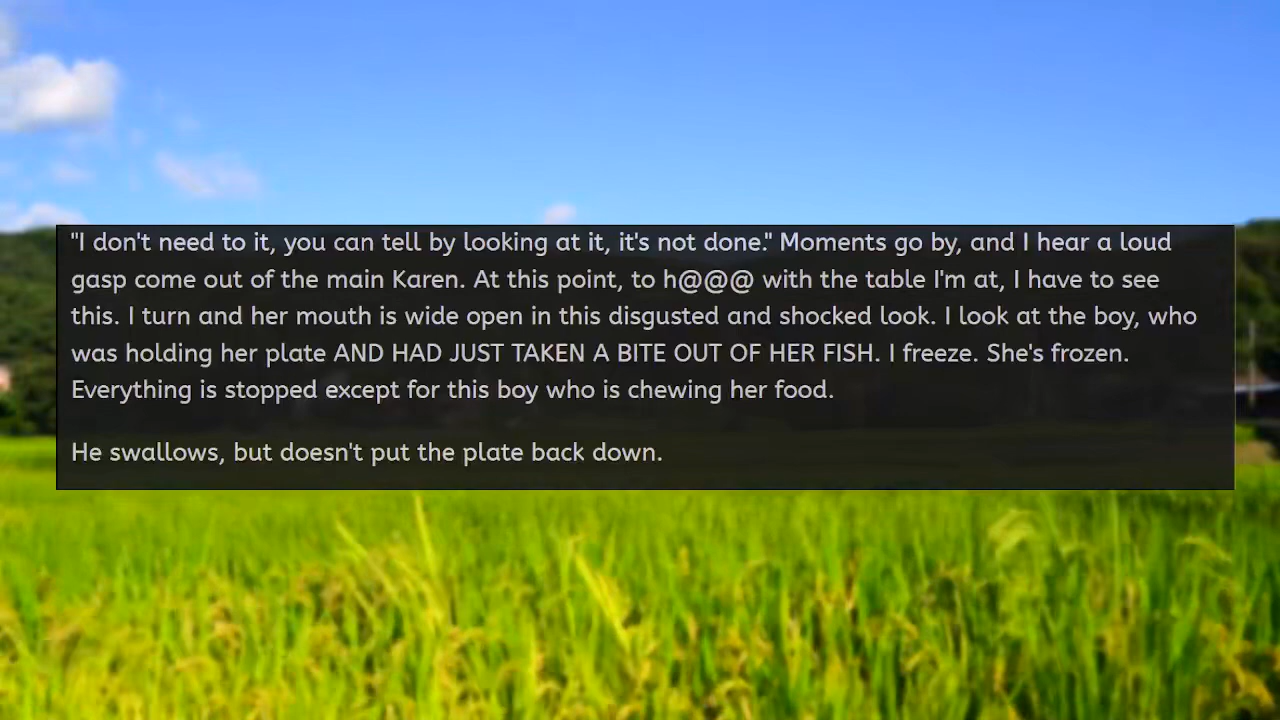 "I don't need to it, you can tell by looking at it, it's not done." Moments go by, and I hear a loud
gasp come out of the main Karen. At this point, to h@@@ with the table I'm at, I have to see
this. I turn and her mouth is wide open in this disgusted and shocked look. I look at the boy, who
was holding her plate AND HAD JUST TAKEN A BITE OUT OF HER FISH. I freeze. She's frozen.
Everything is stopped except for this boy who is chewing her food.
He swallows, but doesn't put the plate back down.